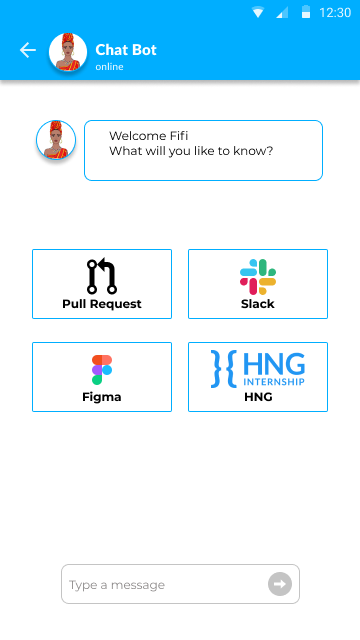 12:30
Chat Bot
online
Welcome Fifi
What will you like to know?
Pull Request
Slack
Figma
HNG
INTERNSHIP
HNG
Type a message